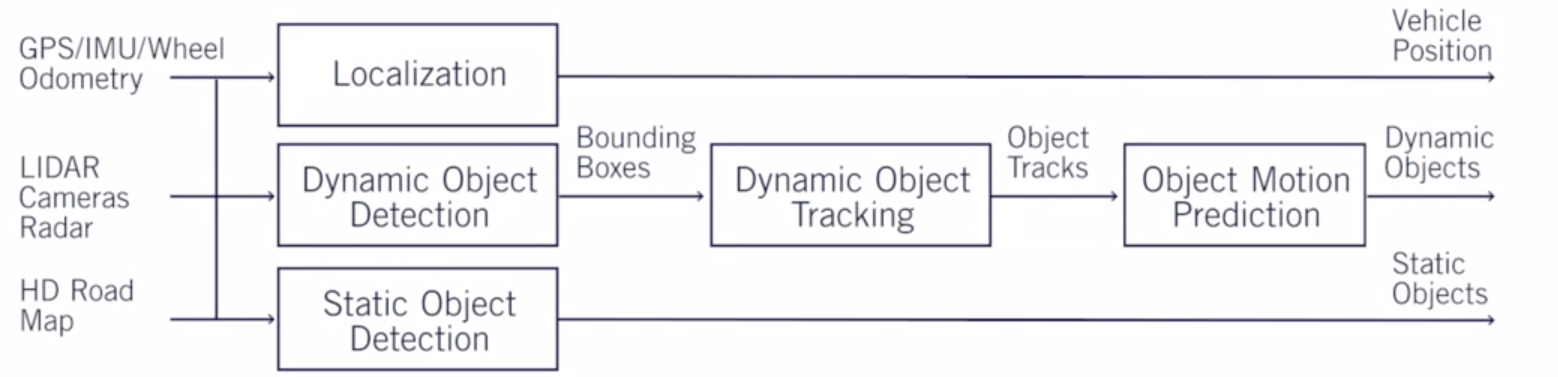 Vehicle
Position
GPS/IMU/Wheel
Odometry
Localization
Bounding
Boxes
Object
Tracks
Dynamic
Objects
LIDAR
Cameras
Radar
Dynamic Object
Detection
Dynamic Object
Tracking
Object Motion
Prediction
Static
Objects
HD Road
Map
Static Object
Detection